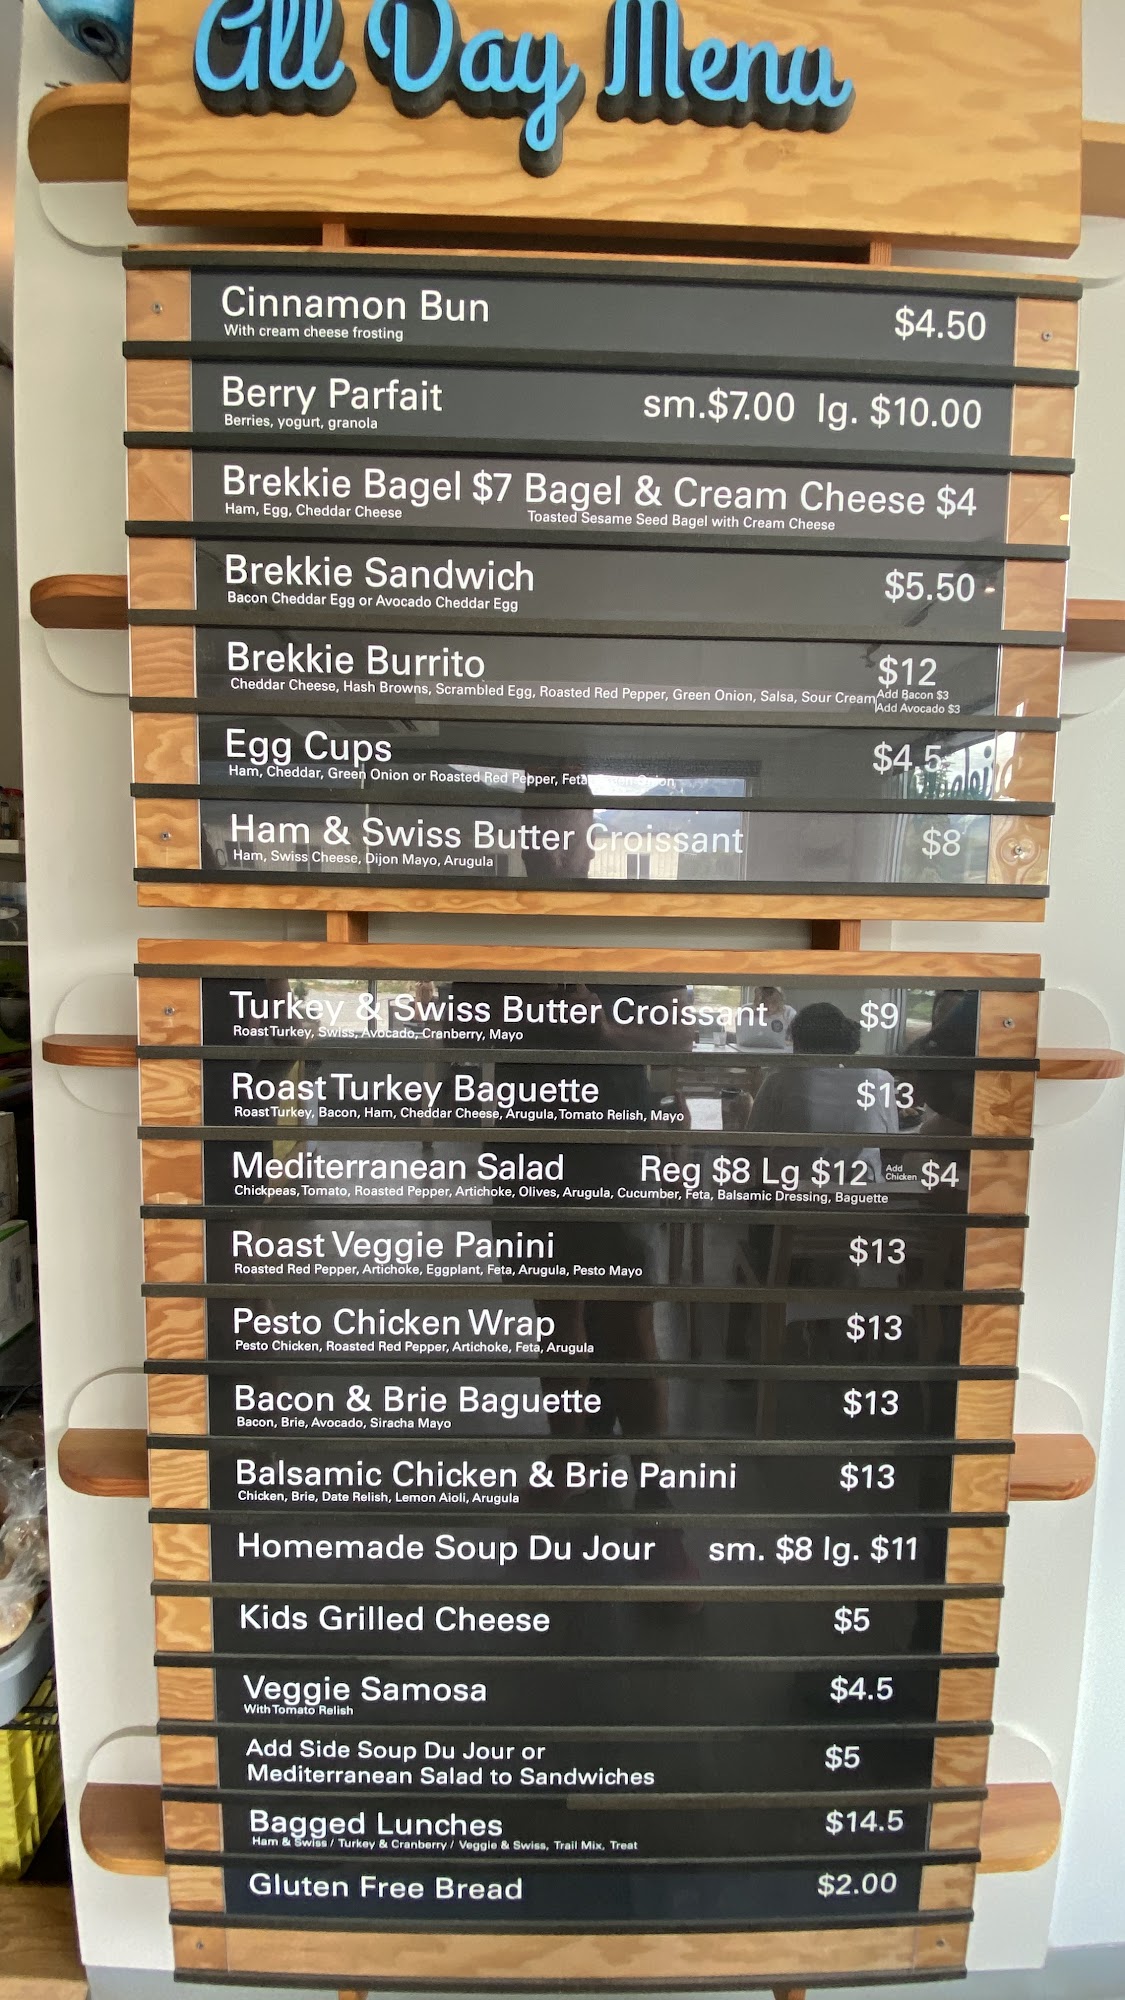 All Day Menu
Cinnamon Bun $4.50
With cream cheese frosting
Berry Parfait sm.$7.00 lg. $10.00
Berries, yogurt, granola
Brekkie Bagel $7 Bagel & Cream Cheese $4
Ham, Egg, Cheddar Cheese Toasted Sesame Seed Bagel with Cream Cheese
Brekkie Sandwich $5.50
Bacon Cheddar Egg or Avocado Cheddar Egg
Brekkie Burrito $12
Cheddar Cheese, Hash Browns, Scrambled Egg, Roasted Red Pepper, Green Onion, Salsa, Sour Cream Add Bacon $3
Add Avocado $3
Egg Cups $4.5
Ham, Cheddar, Green Onion or Roasted Red Pepper, Feta
Ham & Swiss Butter Croissant $8
Ham, Swiss Cheese, Dijon Mayo, Arugula
Turkey & Swiss Butter Croissant $9
Roast Turkey, Swiss, Avocado, Cranberry, Mayo
Roast Turkey Baguette $13
Roast Turkey, Bacon, Ham, Cheddar Cheese, Arugula, Tomato Relish, Mayo
Mediterranean Salad Reg $8 Lg $12 Add Chicken $4
Chickpeas, Tomato, Roasted Pepper, Artichoke, Olives, Arugula, Cucumber, Feta, Balsamic Dressing, Baguette
Roast Veggie Panini $13
Roasted Red Pepper, Artichoke, Eggplant, Feta, Arugula, Pesto Mayo
Pesto Chicken Wrap $13
Pesto Chicken, Roasted Red Pepper, Artichoke, Feta, Arugula
Bacon & Brie Baguette $13
Bacon, Brie, Avocado, Siracha Mayo
Balsamic Chicken & Brie Panini $13
Chicken, Brie, Date Relish, Lemon Aioli, Arugula
Homemade Soup Du Jour sm. $8 lg. $11
Kids Grilled Cheese $5
Veggie Samosa $4.5
With Tomato Relish
Add Side Soup Du Jour or
Mediterranean Salad to Sandwiches $5
Bagged Lunches $14.5
Ham & Swiss / Turkey & Cranberry / Veggie & Swiss, Trail Mix, Treat
Gluten Free Bread $2.00